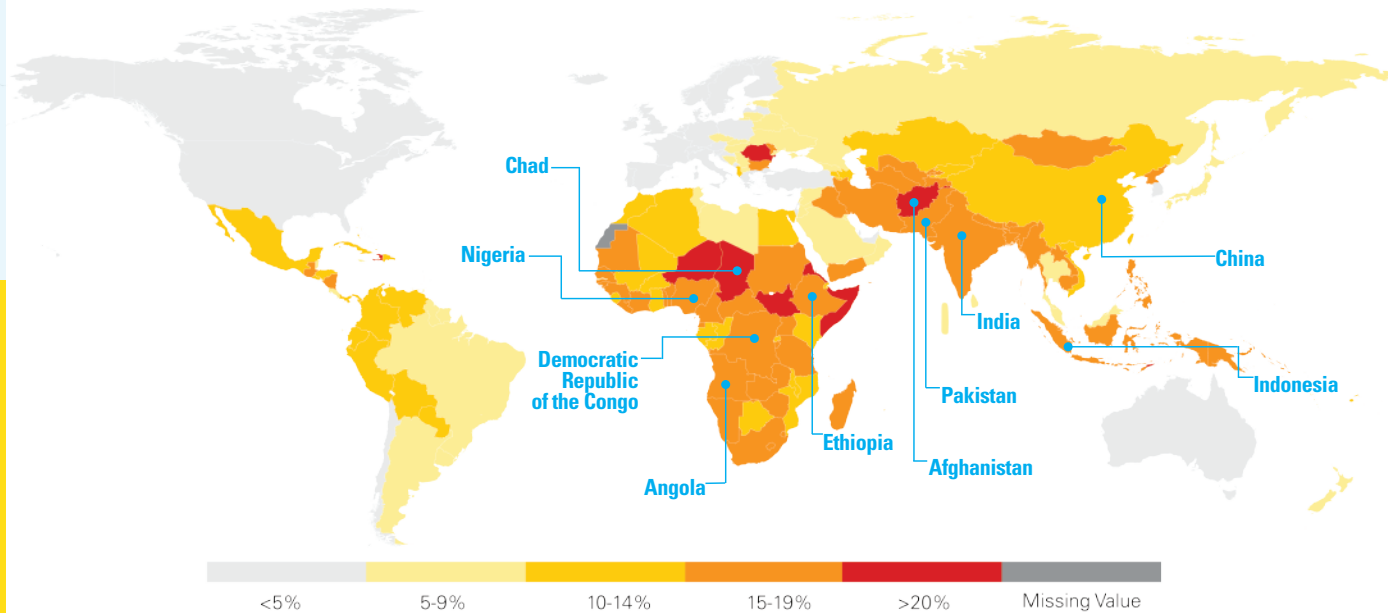 Chad
Nigeria
China
India
Democratic
Republic
of the Congo
Indonesia
Pakistan
Ethiopia
Afghanistan
Angola
<5%
5-9%
10-14%
15-19%
>20%
Missing Value